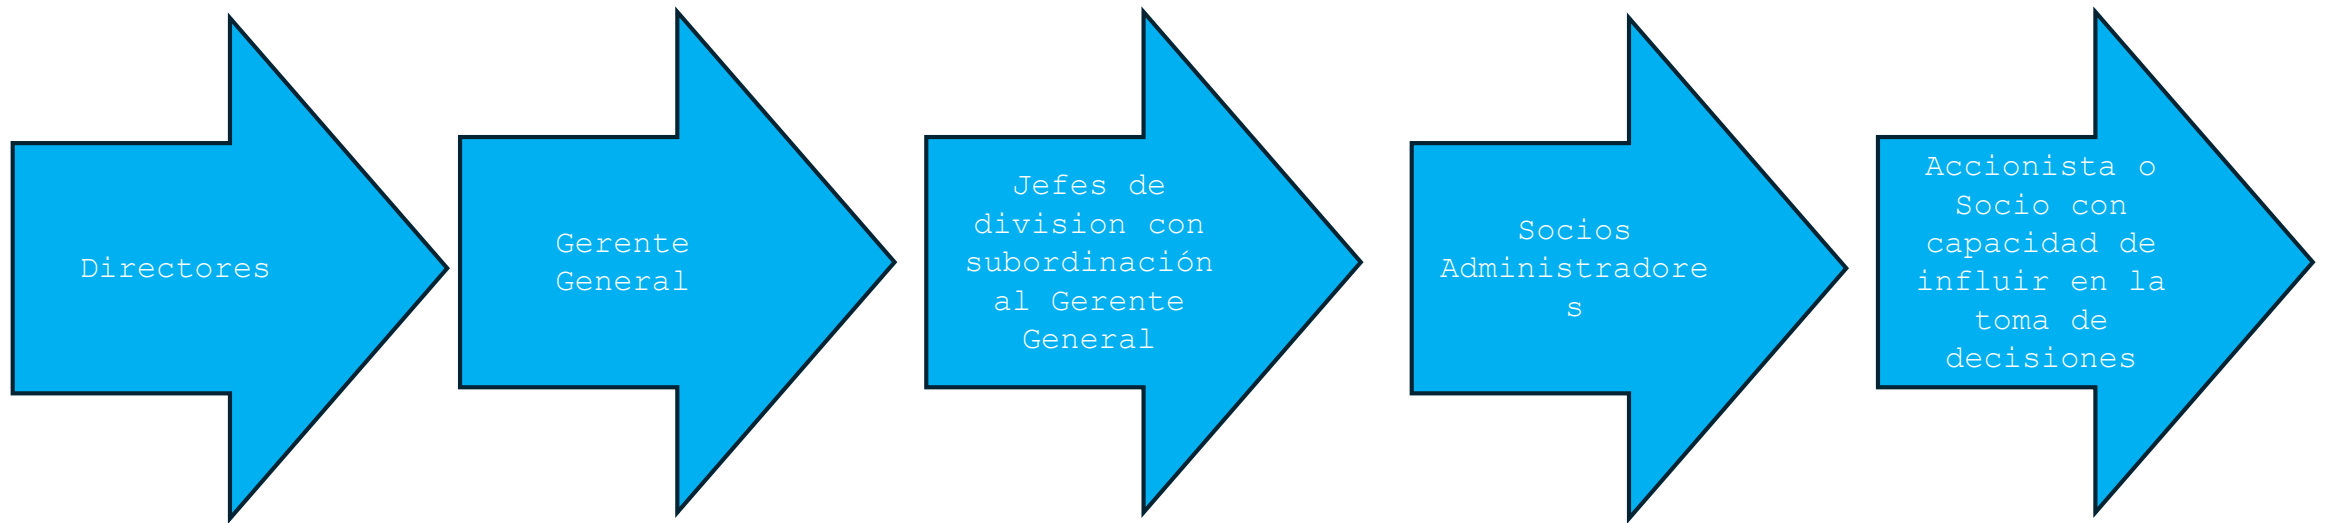 Directores
Gerente
General
Jefes de
division con
subordinación
al Gerente
General
Socios
Administradore
s
Accionista o
Socio con
capacidad de
influir en la
toma de
decisiones